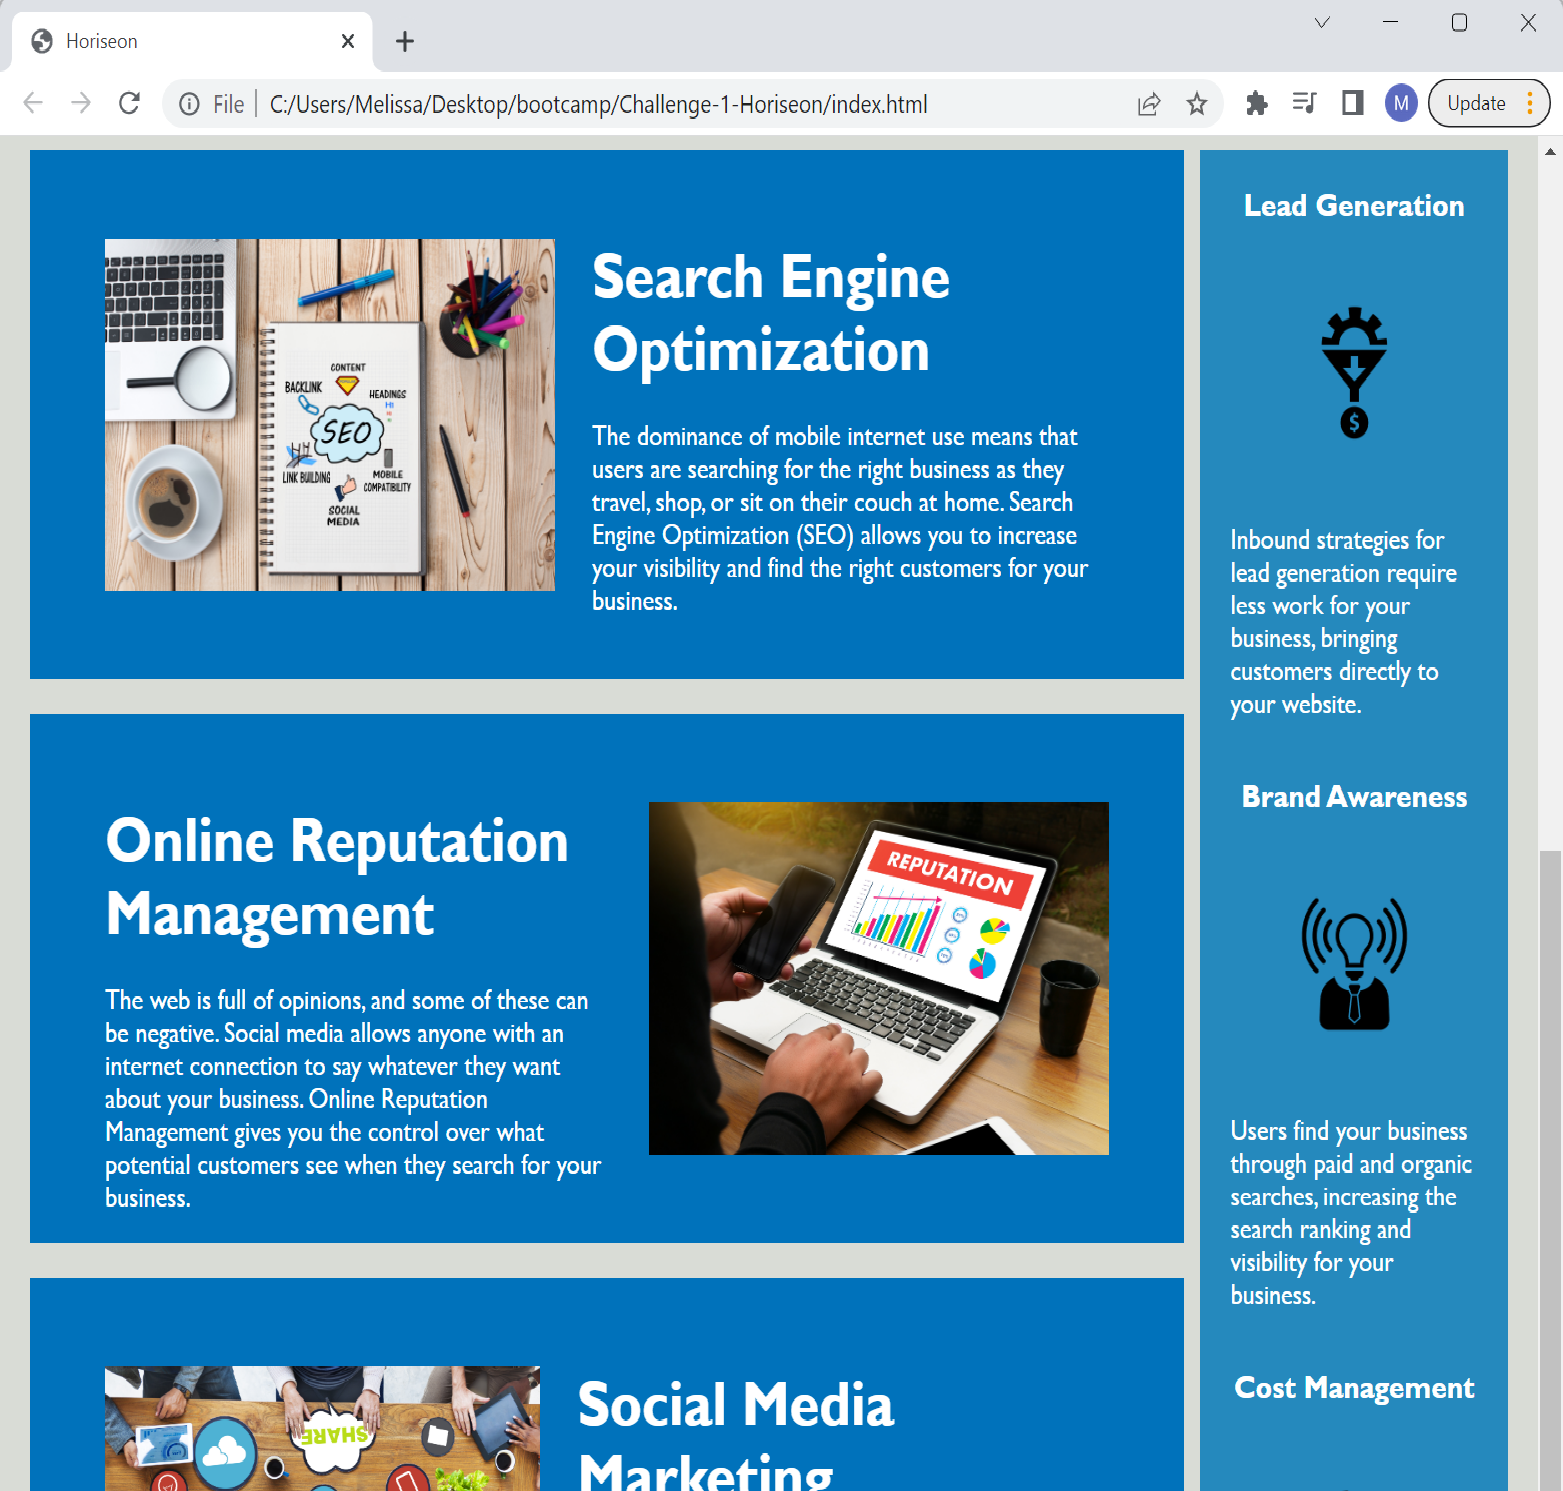 Horiseon
File
C:/Users/Melissa/Desktop/bootcamp/Challenge-1-Horiseon/index.html
M
Update
CONTENT
BACKLINK
HEADINGS
H1
SEO
LINK BUILDING
MOBILE
COMPATIBILITY
SOCIAL
MEDIA
Search Engine
Optimization
The dominance of mobile internet use means that
users are searching for the right business as they
travel, shop, or sit on their couch at home. Search
Engine Optimization (SEO) allows you to increase
your visibility and find the right customers for your
business.
Online Reputation
Management
The web is full of opinions, and some of these can
be negative. Social media allows anyone with an
internet connection to say whatever they want
about your business. Online Reputation
Management gives you the control over what
potential customers see when they search for your
business.
REPUTATION
SHARE
Social Media
Marketing
Lead Generation
$
Inbound strategies for
lead generation require
less work for your
business, bringing
customers directly to
your website.
Brand Awareness
Users find your business
through paid and organic
searches, increasing the
search ranking and
visibility for your
business.
Cost Management